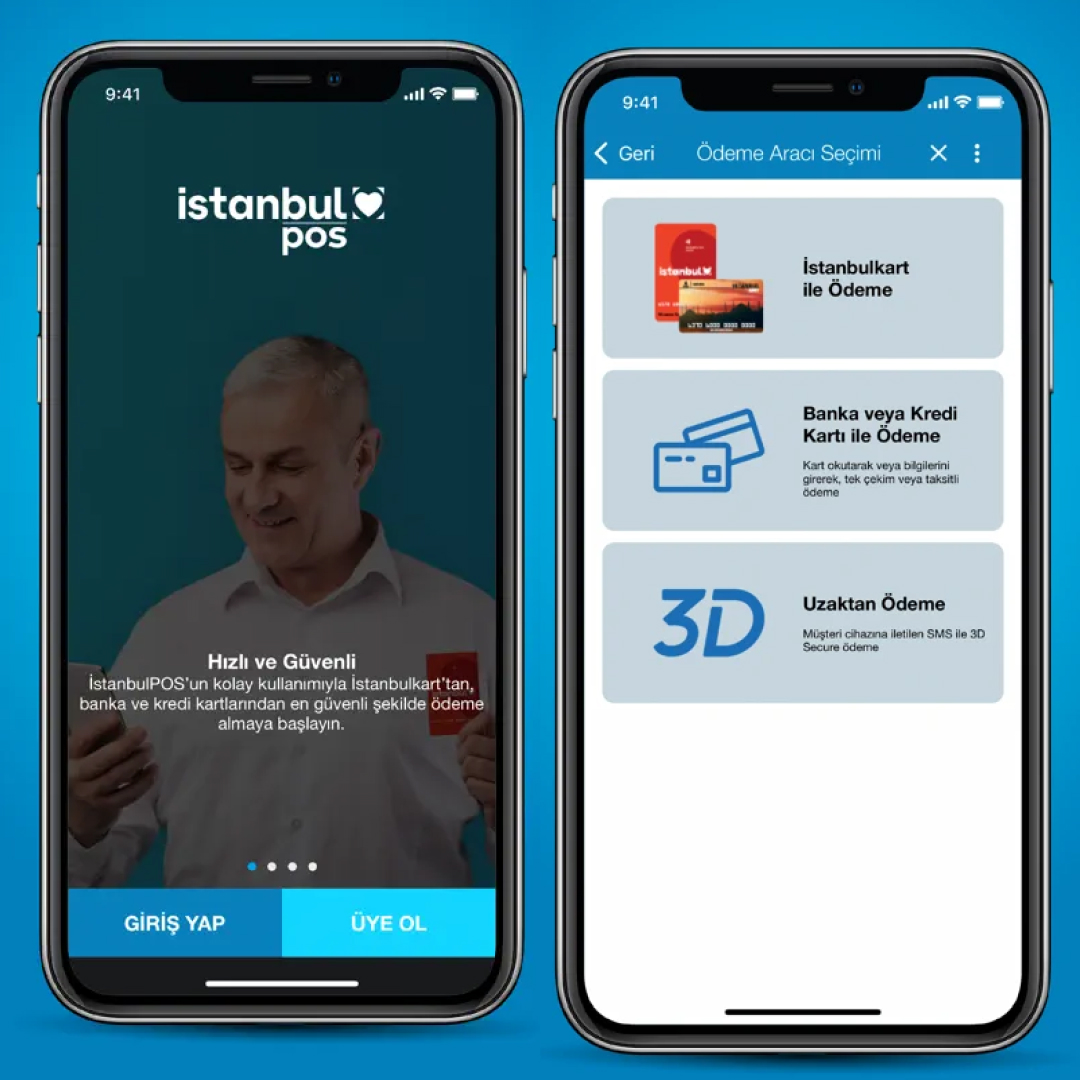 9:41
istanbul
pos
Hızlı ve Güvenli
İstanbulPOS'un kolay kullanımıyla İstanbulkart'tan,
banka ve kredi kartlarından en güvenli şekilde ödeme
almaya başlayın.
GİRİŞ YAP
ÜYE OL
9:41
Geri
Ödeme Aracı Seçimi
istanbul
İstanbulkart
ile Ödeme
Banka veya Kredi
Kartı ile Ödeme
Kart okutarak veya bilgilerini
girerek, tek çekim veya taksitli
ödeme
3D
Uzaktan Ödeme
Müşteri cihazına iletilen SMS ile 3D
Secure ödeme